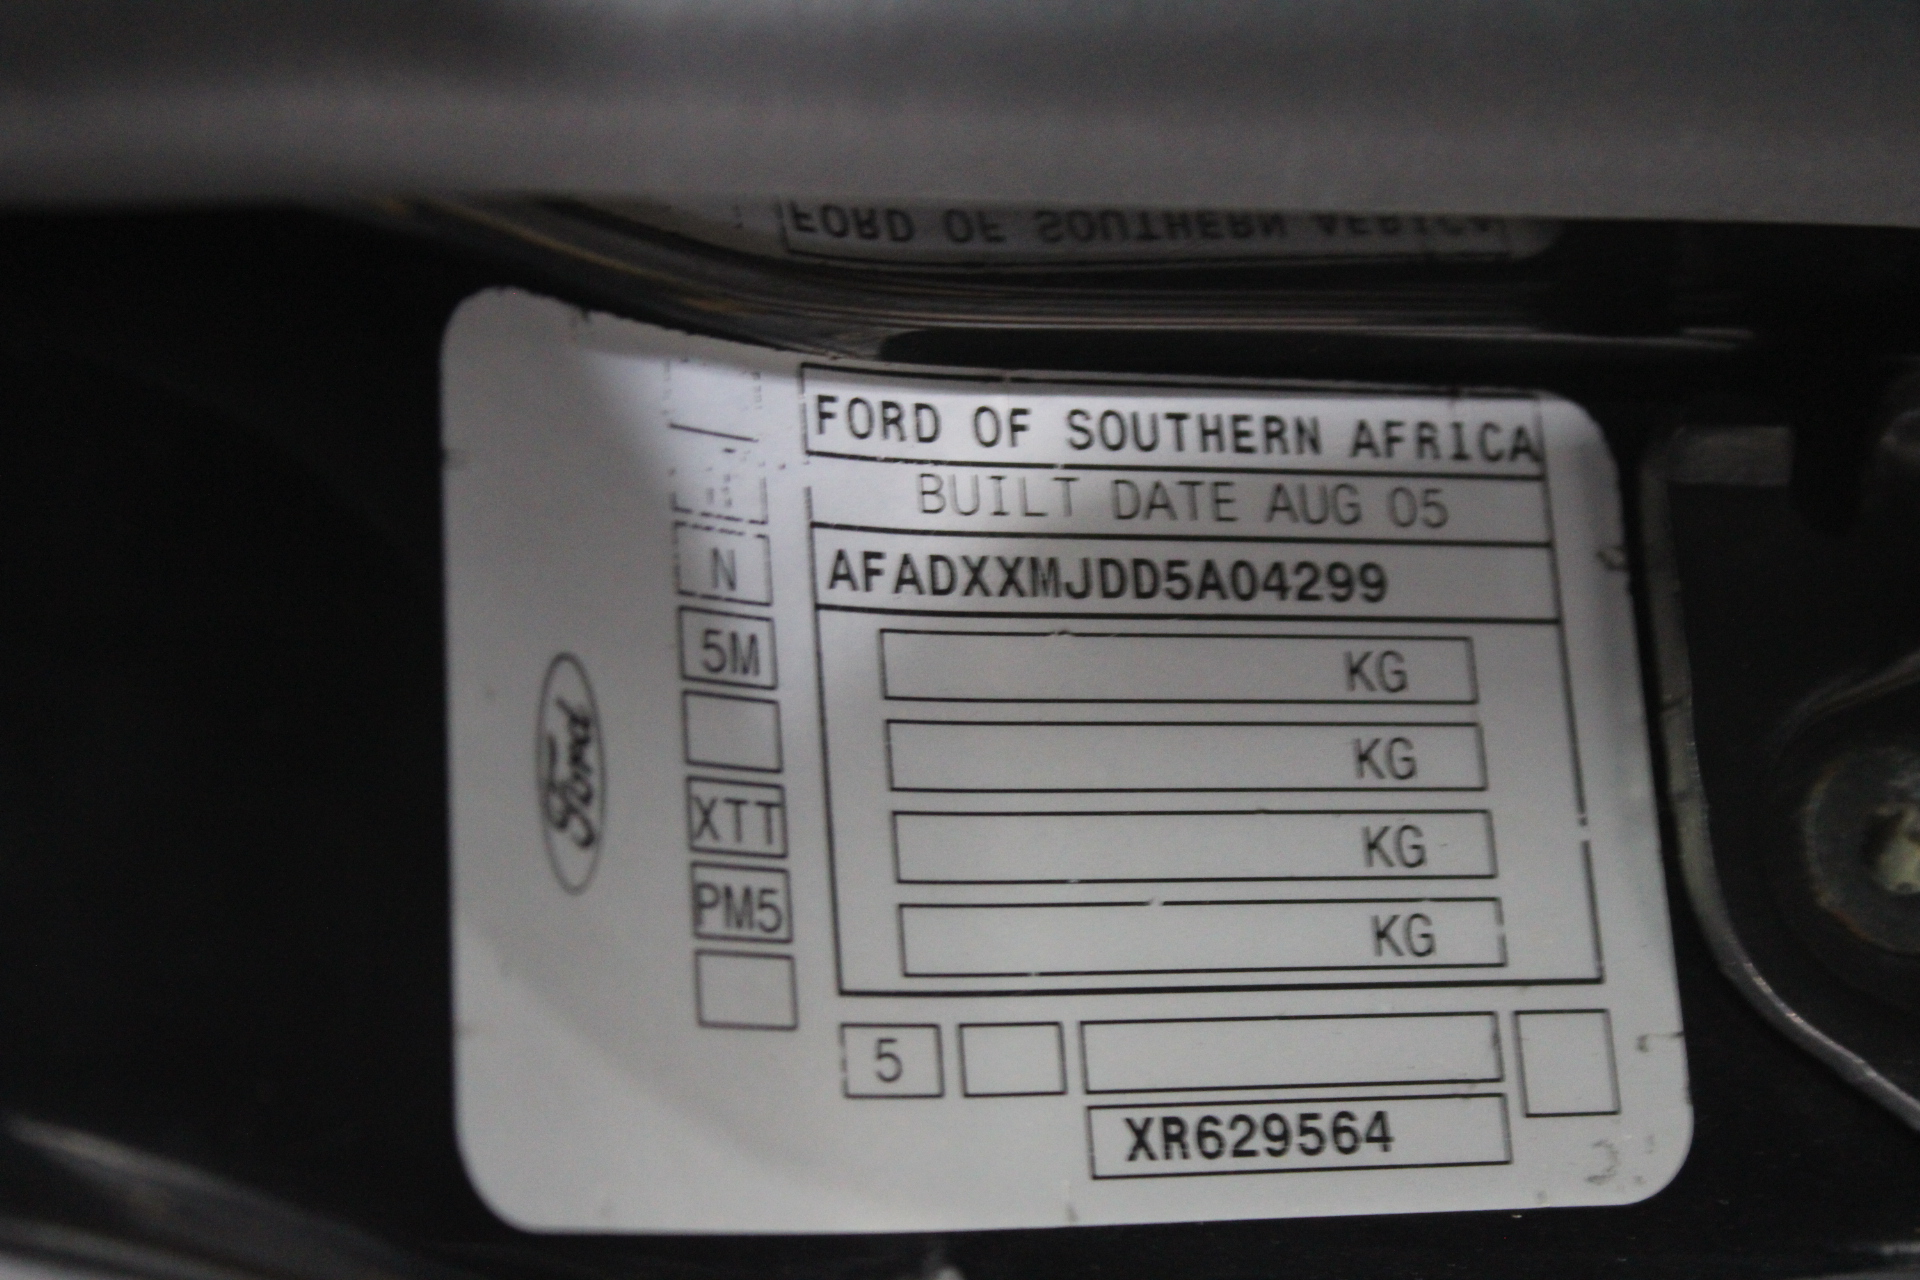 FORD OF SOUTHERN AFRICA
FORD OF SOUTHERN AFRICA
BUILT DATE AUG 05
AFADXXMJDD5A04299
N
5M
XTT
PM5
KG
KG
KG
KG
Ford
5
XR629564